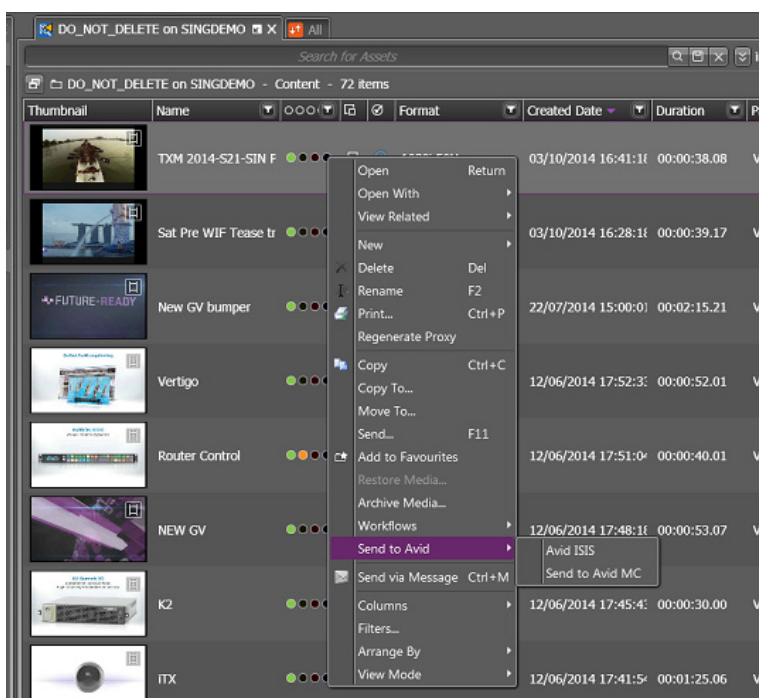 DO_NOT_DELETE on SINGDEMO
All
Search for Assets
DO_NOT_DELETE on SINGDEMO - Content - 72 items
Thumbnail Name Format Created Date Duration
TXM 2014-S21-SIN F 03/10/2014 16:41:18 00:00:38.08
Sat Pre WIF Tease tr 03/10/2014 16:28:18 00:00:39.17
FUTURE-READY New GV bumper 22/07/2014 15:00:01 00:02:15.21
Vertigo 12/06/2014 17:52:3 00:00:52.01
Router Control 12/06/2014 17:51:0 00:00:40.01
NEW GV 12/06/2014 17:48:18 00:00:53.07
K2 12/06/2014 17:45:4 00:00:30.00
iTX 12/06/2014 17:41:5 00:01:25.06
Open Return
Open With
View Related
New
Delete Del
Rename F2
Print... Ctrl+P
Regenerate Proxy
Copy Ctrl+C
Copy To...
Move To...
Send... F11
Add to Favourites
Restore Media...
Archive Media...
Workflows
Send to Avid
Send via Message Ctrl+M
Columns
Filters...
Arrange By
View Mode
Avid ISIS
Send to Avid MC